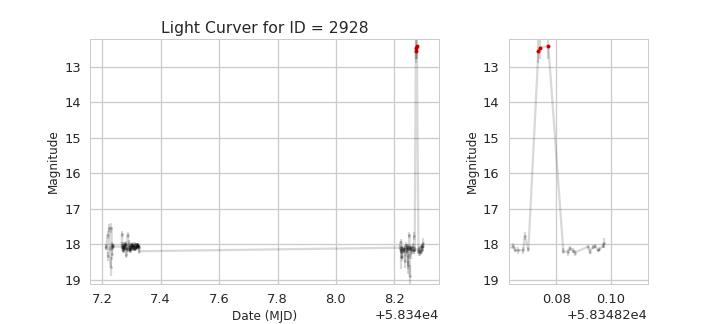 Light Curver for ID = 2928
Magnitude
13
14
15
16
17
18
19
7.2 7.4 7.6 7.8 8.0 8.2
Date (MJD)
+5.834e4
Magnitude
13
14
15
16
17
18
19
0.08 0.10
+5.83482e4